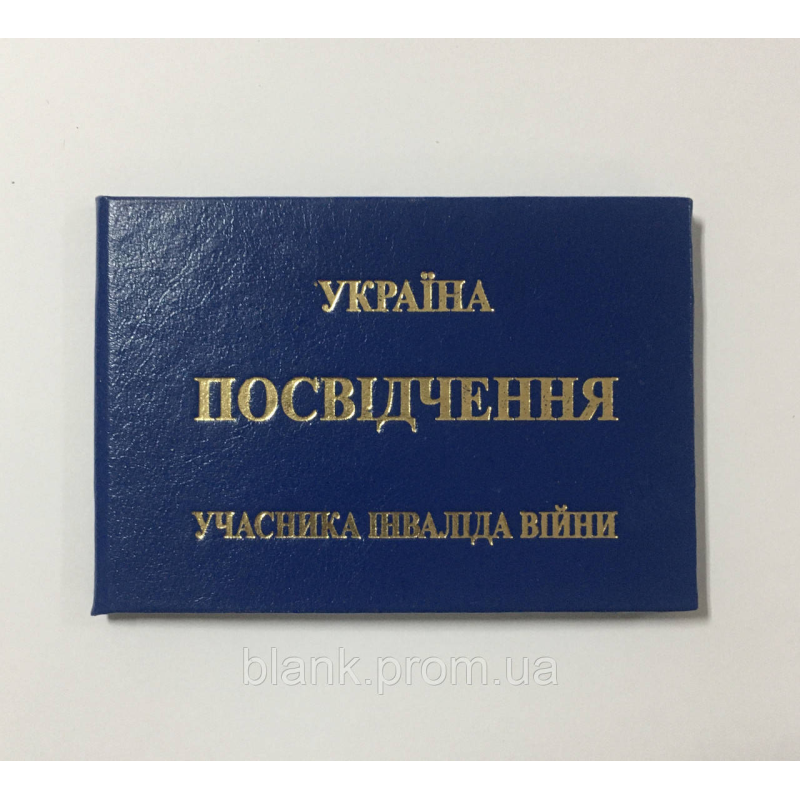 УКРАЇНА
ПОСВІДЧЕННЯ
УЧАСНИКА ІНВАЛІДА ВІЙНИ
blank.prom.ua